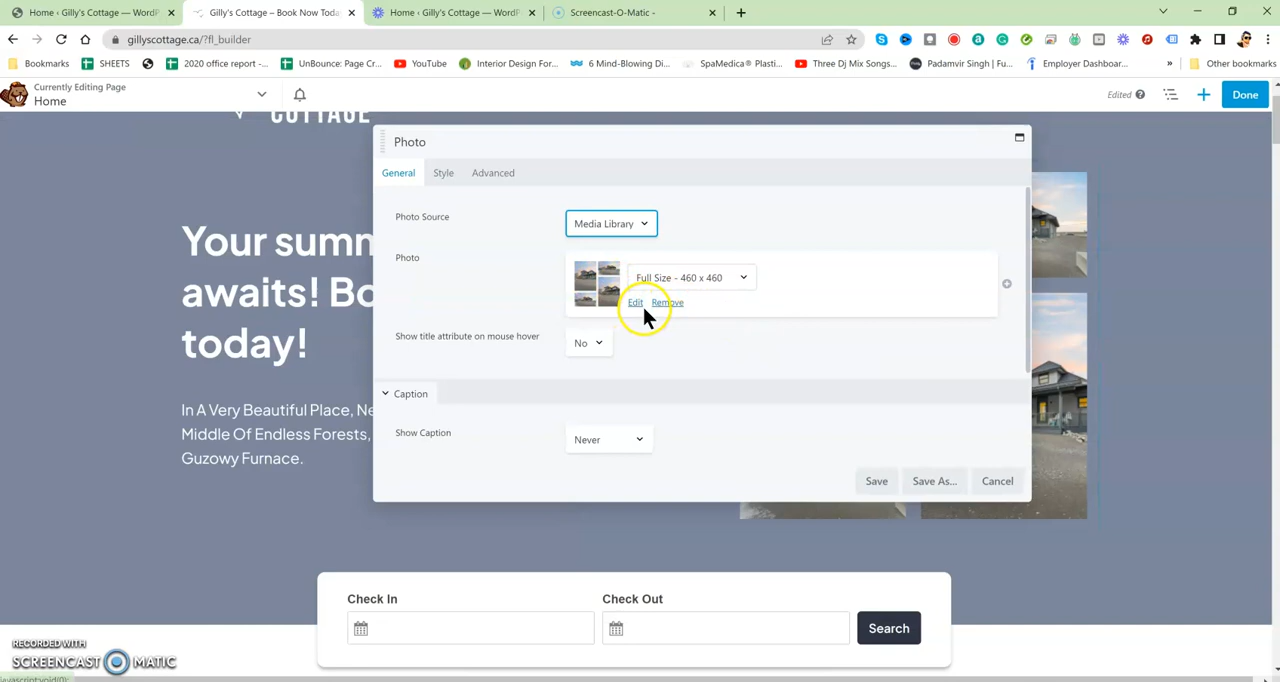 Home ‹ Gilly's Cottage — WordP
Gilly's Cottage – Book Now Toda
Home ‹ Gilly's Cottage — WordP
Screencast-O-Matic -
gillyscottage.ca/?fl_builder
Bookmarks
SHEETS
2020 office report -...
UnBounce: Page Cr...
YouTube
Interior Design For...
6 Mind-Blowing Di...
SpaMedica® Plasti...
Three Dj Mix Songs...
Padamvir Singh | Fu...
Employer Dashboar...
»
Other bookmarks
Currently Editing Page
Home
Edited
Done
COTTAGE
Photo
General
Style
Advanced
Photo Source
Media Library
Photo
Full Size - 460 x 460
Edit
Remove
Show title attribute on mouse hover
No
Caption
Show Caption
Never
Save
Save As...
Cancel
Your summ
awaits! Bo
today!
In A Very Beautiful Place, Ne
Middle Of Endless Forests,
Guzowy Furnace.
Check In
Check Out
Search
RECORDED WITH
SCREENCAST MATIC
javascript:void(0);